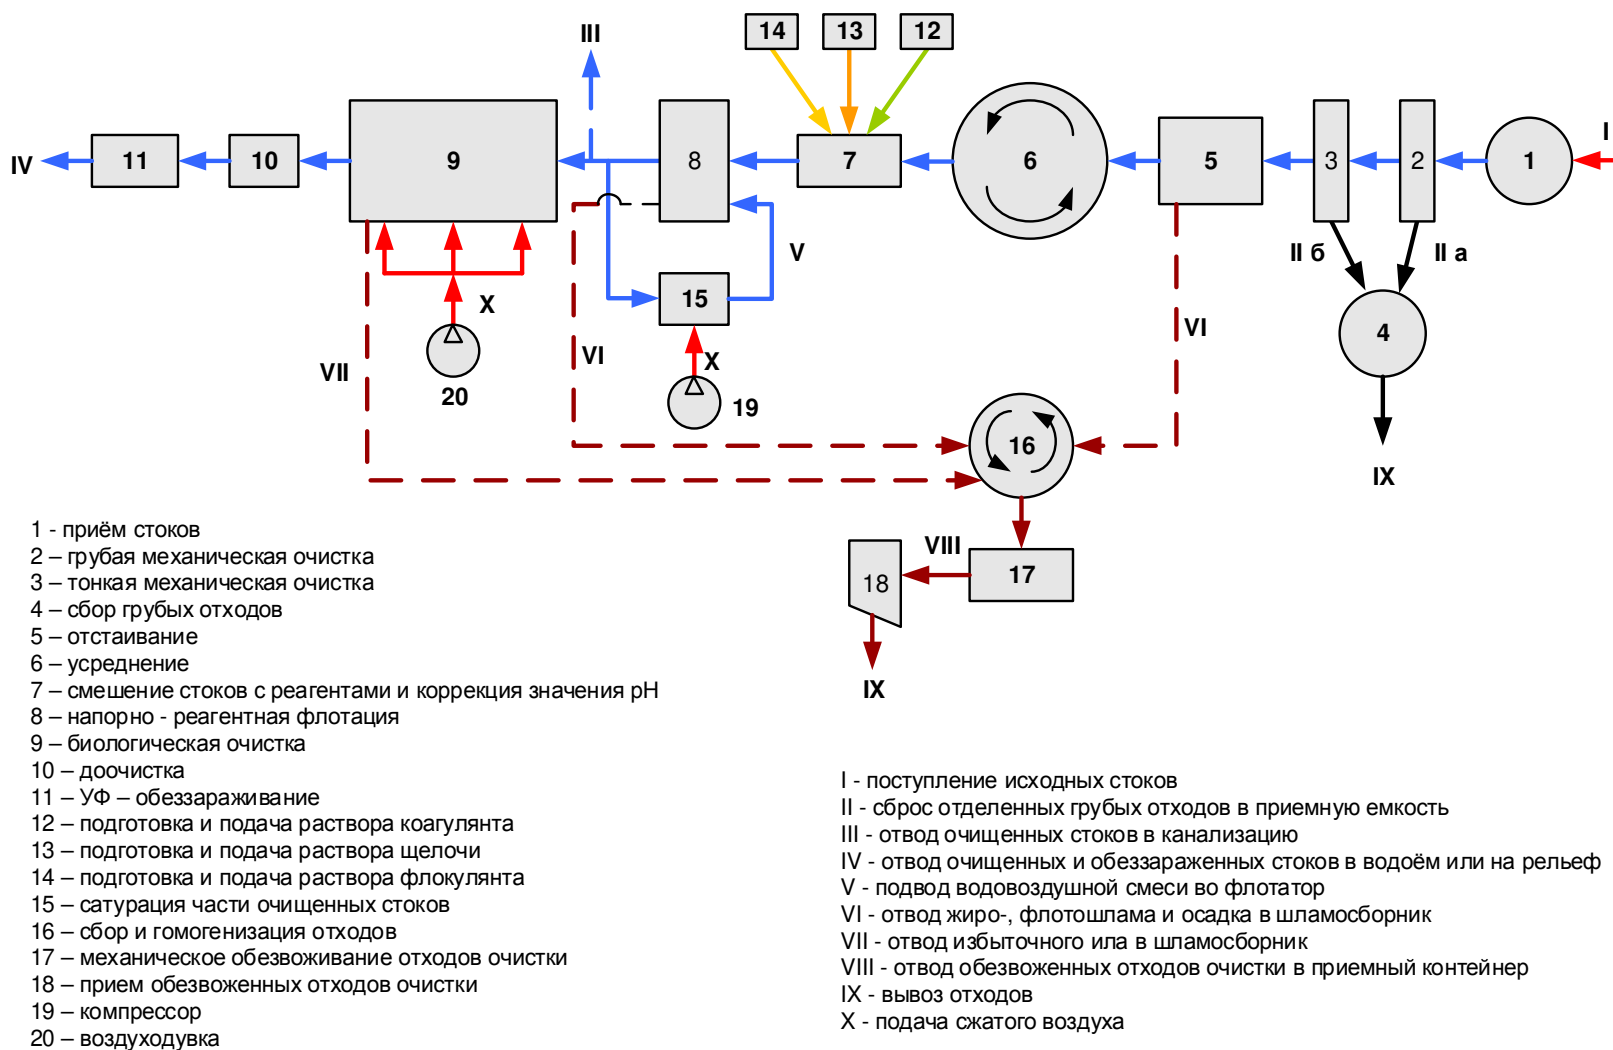 14
13
12
III
I
IV
11
10
9
8
7
6
5
3
2
1
II б
II а
V
15
X
X
VI
VI
4
VII
20
19
16
IX
VIII
17
18
IX
1 - приём стоков
2 – грубая механическая очистка
3 – тонкая механическая очистка
4 – сбор грубых отходов
5 – отстаивание
6 – усреднение
7 – смешение стоков с реагентами и коррекция значения pH
8 – напорно - реагентная флотация
9 – биологическая очистка
10 – доочистка
11 – УФ – обеззараживание
12 – подготовка и подача раствора коагулянта
13 – подготовка и подача раствора щелочи
14 – подготовка и подача раствора флокулянта
15 – сатурация части очищенных стоков
16 – сбор и гомогенизация отходов
17 – механическое обезвоживание отходов очистки
18 – прием обезвоженных отходов очистки
19 – компрессор
20 – воздуходувка
I - поступление исходных стоков
II - сброс отделенных грубых отходов в приемную емкость
III - отвод очищенных стоков в канализацию
IV – отвод очищенных и обеззараженных стоков в водоём или на рельеф
V - подвод водовоздушной смеси во флотатор
VI – отвод жиро-, флотошлама и осадка в шламосборник
VII - отвод избыточного ила в шламосборник
VIII - отвод обезвоженных отходов очистки в приемный контейнер
IX - вывоз отходов
X - подача сжатого воздуха